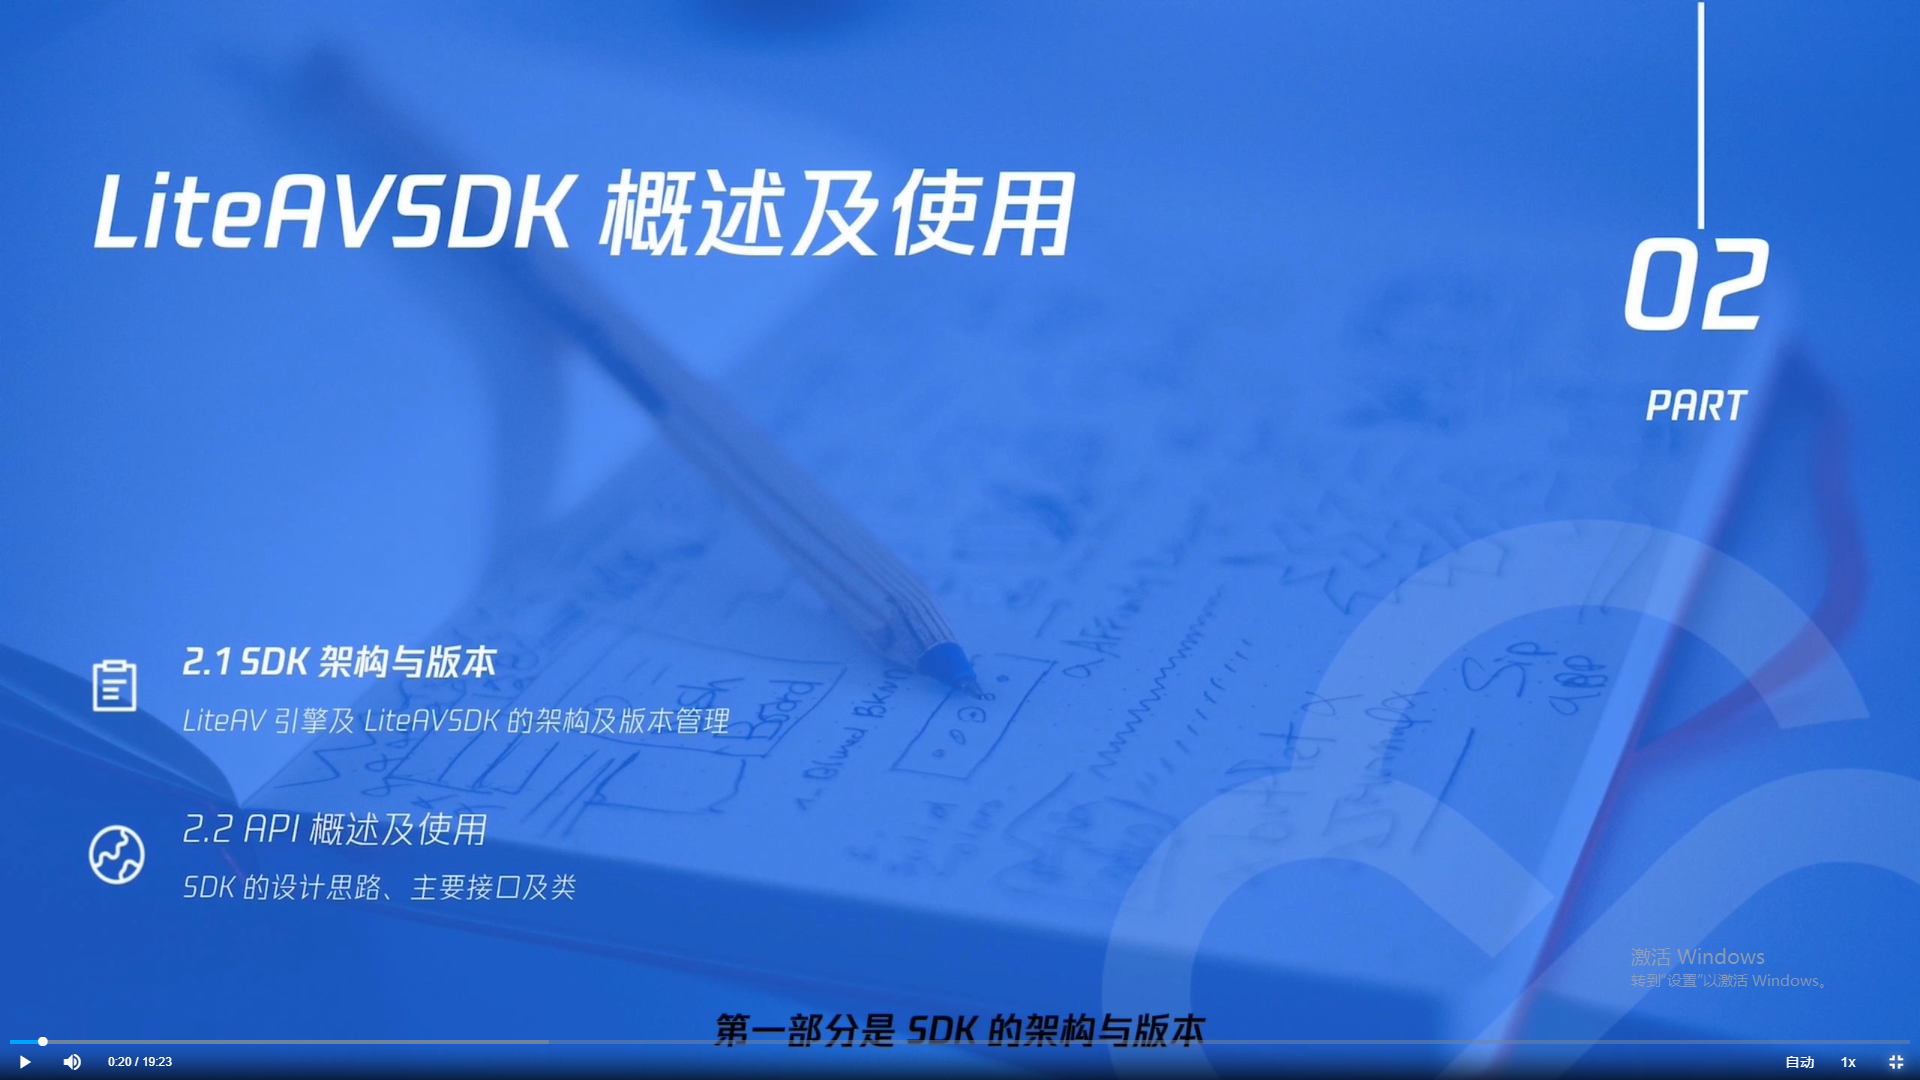 LiteAVSDK 概述及使用
02
PART
2.1 SDK 架构与版本
LiteAV 引擎及 LiteAVSDK 的架构及版本管理
2.2 API 概述及使用
SDK 的设计思路、主要接口及类
激活 Windows
转到"设置"以激活 Windows。
第一部分是 SDK 的架构与版本
0:20 / 19:23
自动
1x